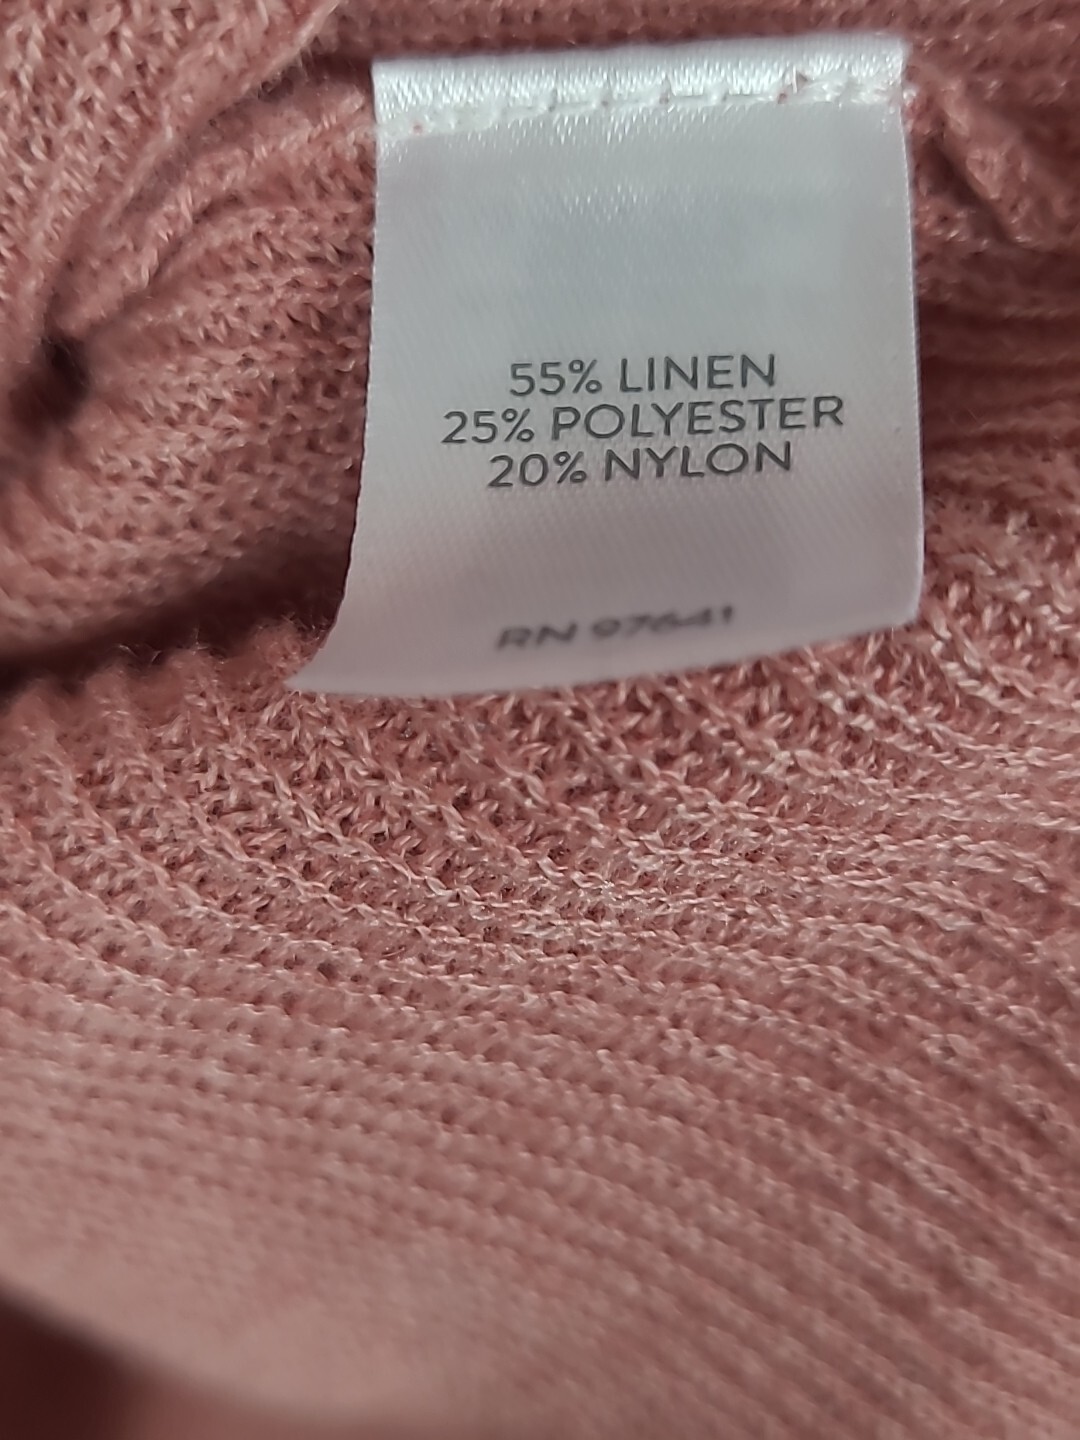 55% LINEN
25% POLYESTER
20% NYLON
RN 97641